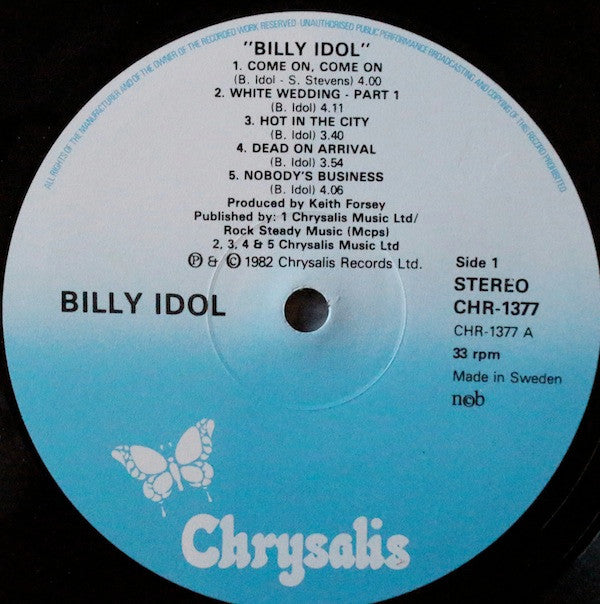 ALL RIGHTS OF THE MANUFACTURER AND OF THE OWNER OF THE RECORDED WORK RESERVED UNAUTHORISED PUBLIC PERFORMANCE BROADCASTING AND COPYING OF THIS RECORD PROHIBITED
"BILLY IDOL"
1. COME ON, COME ON
(B. Idol - S. Stevens) 4.00
2. WHITE WEDDING - PART 1
(B. Idol) 4.11
3. HOT IN THE CITY
(B. Idol) 3.40
4. DEAD ON ARRIVAL
(B. Idol) 3.54
5. NOBODY'S BUSINESS
(B. Idol) 4.06
Produced by Keith Forsey
Published by: 1 Chrysalis Music Ltd/
Rock Steady Music (Mcps)
2, 3, 4 & 5 Chrysalis Music Ltd
Ⓟ & © 1982 Chrysalis Records Ltd.
BILLY IDOL
Side 1
STEREO
CHR-1377
CHR-1377 A
33 rpm
Made in Sweden
ncb
Chrysalis